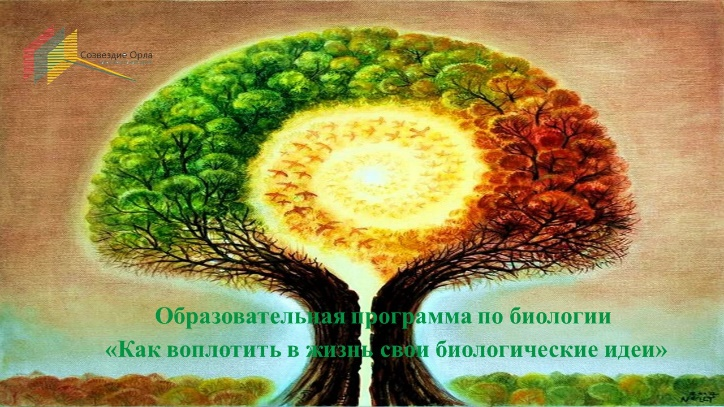 Созвездие Орла
Образовательная программа по биологии
«Как воплотить в жизнь свои биологические идеи»